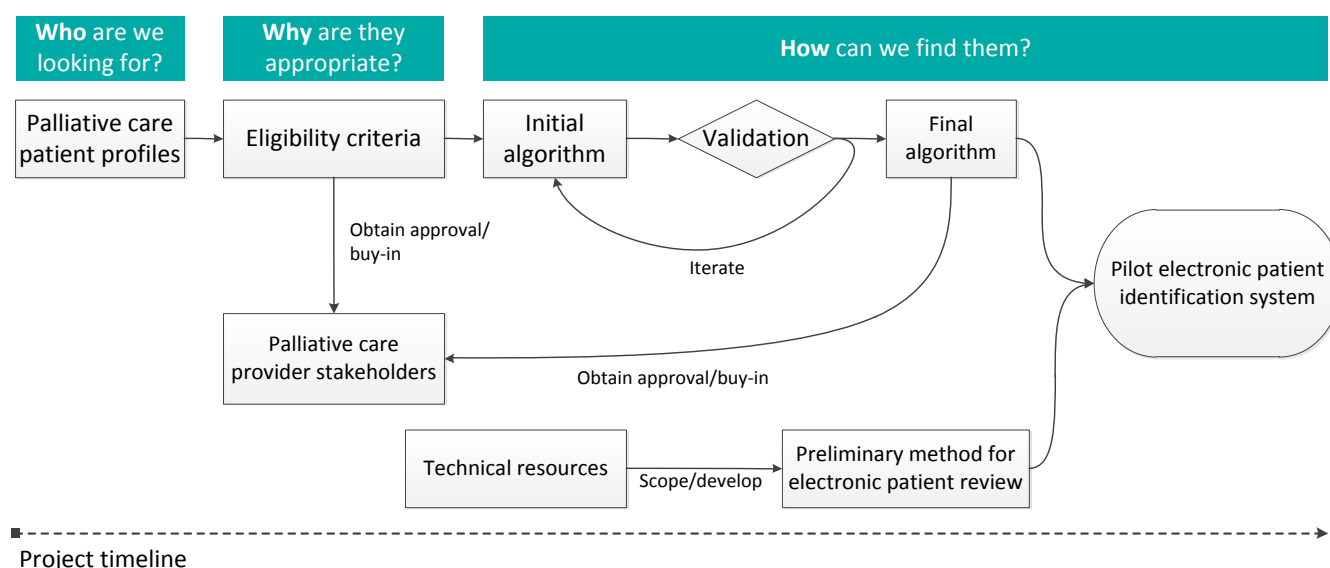 Who are we
looking for?
Why are they
appropriate?
How can we find them?
Palliative care
patient profiles
Eligibility criteria
Initial
algorithm
Validation
Final
algorithm
Obtain approval/
buy-in
Iterate
Pilot electronic patient
identification system
Palliative care
provider stakeholders
Obtain approval/buy-in
Technical resources
Scope/develop
Preliminary method for
electronic patient review
Project timeline